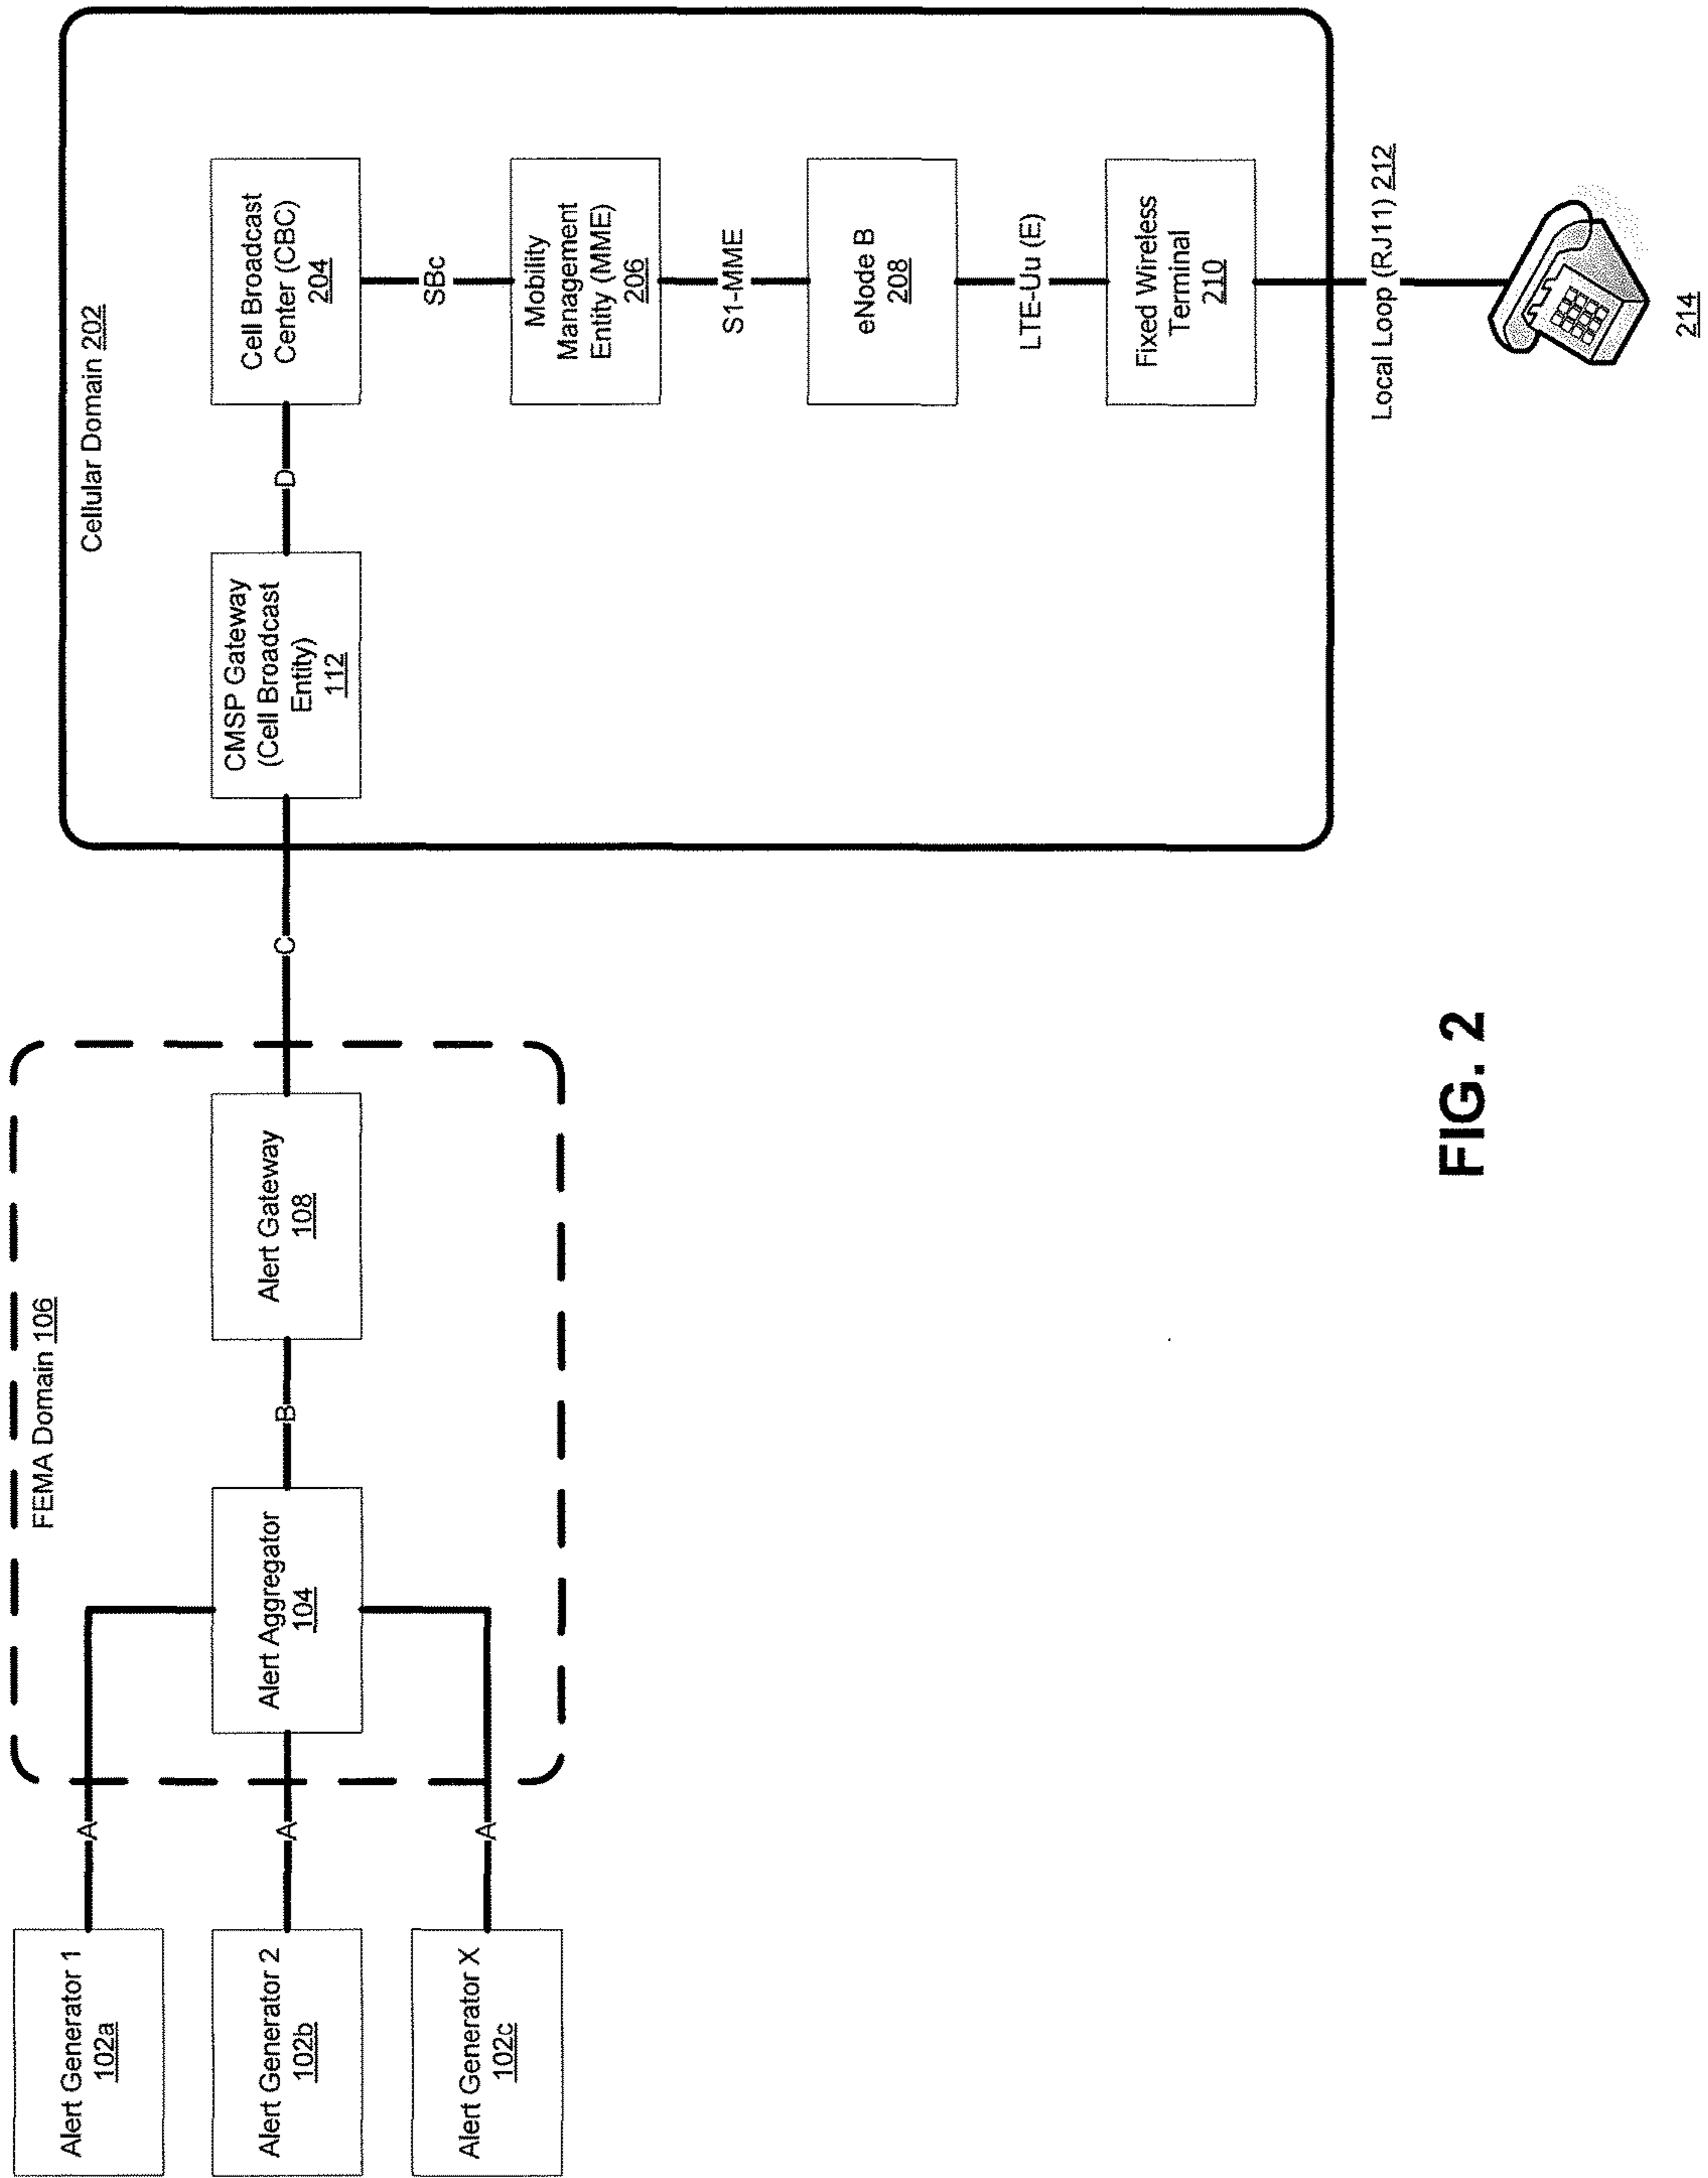 FEMA Domain 106
Cellular Domain 202
Alert Generator 1
102a
A
Alert Generator 2
102b
A
Alert Generator X
102c
A
Alert Aggregator
104
B
Alert Gateway
108
C
CMSP Gateway
(Cell Broadcast
Entity)
112
D
Cell Broadcast
Center (CBC)
204
SBc
Mobility
Management
Entity (MME)
206
S1-MME
eNode B
208
LTE-Uu (E)
Fixed Wireless
Terminal
210
Local Loop (RJ11) 212
214
FIG. 2